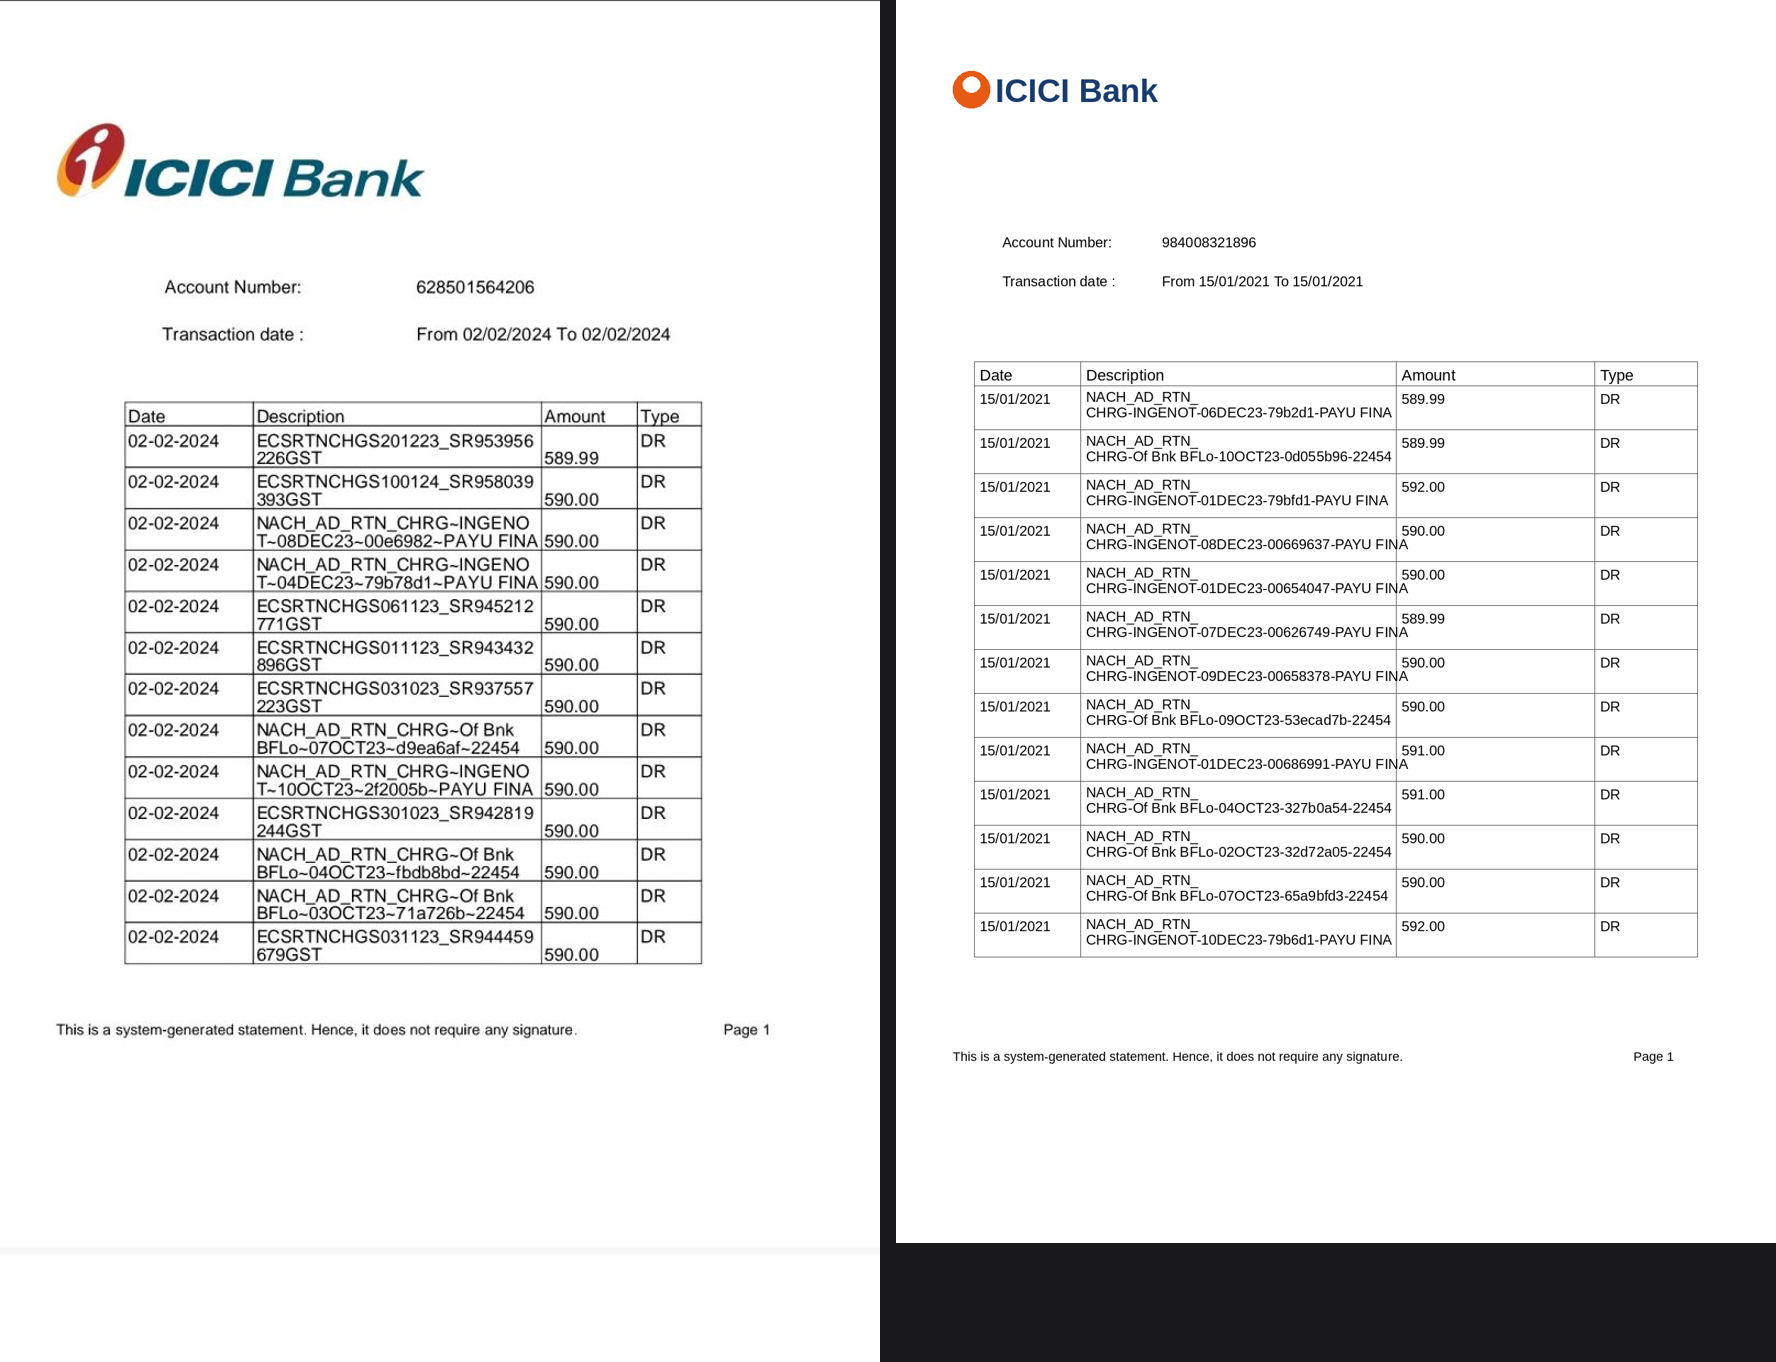 ICICI Bank
Account Number: 628501564206
Transaction date : From 02/02/2024 To 02/02/2024
Date Description Amount Type
02-02-2024 ECSRTNCHGS201223_SR953956
226GST 589.99 DR
02-02-2024 ECSRTNCHGS100124_SR958039
393GST 590.00 DR
02-02-2024 NACH_AD_RTN_CHRG~INGENO
T~08DEC23~00e6982~PAYU FINA 590.00 DR
02-02-2024 NACH_AD_RTN_CHRG~INGENO
T~04DEC23~79b78d1~PAYU FINA 590.00 DR
02-02-2024 ECSRTNCHGS061123_SR945212
771GST 590.00 DR
02-02-2024 ECSRTNCHGS011123_SR943432
896GST 590.00 DR
02-02-2024 ECSRTNCHGS031023_SR937557
223GST 590.00 DR
02-02-2024 NACH_AD_RTN_CHRG~Of Bnk
BFLo~07OCT23~d9ea6af~22454 590.00 DR
02-02-2024 NACH_AD_RTN_CHRG~INGENO
T~10OCT23~2f2005b~PAYU FINA 590.00 DR
02-02-2024 ECSRTNCHGS301023_SR942819
244GST 590.00 DR
02-02-2024 NACH_AD_RTN_CHRG~Of Bnk
BFLo~04OCT23~fbdb8bd~22454 590.00 DR
02-02-2024 NACH_AD_RTN_CHRG~Of Bnk
BFLo~03OCT23~71a726b~22454 590.00 DR
02-02-2024 ECSRTNCHGS031123_SR944459
679GST 590.00 DR
This is a system-generated statement. Hence, it does not require any signature. Page 1
ICICI Bank
Account Number: 984008321896
Transaction date : From 15/01/2021 To 15/01/2021
Date Description Amount Type
15/01/2021 NACH_AD_RTN_
CHRG-INGENOT-06DEC23-79b2d1-PAYU FINA 589.99 DR
15/01/2021 NACH_AD_RTN_
CHRG-Of Bnk BFLo-10OCT23-0d055b96-22454 589.99 DR
15/01/2021 NACH_AD_RTN_
CHRG-INGENOT-01DEC23-79bfd1-PAYU FINA 592.00 DR
15/01/2021 NACH_AD_RTN_
CHRG-INGENOT-08DEC23-00669637-PAYU FINA 590.00 DR
15/01/2021 NACH_AD_RTN_
CHRG-INGENOT-01DEC23-00654047-PAYU FINA 590.00 DR
15/01/2021 NACH_AD_RTN_
CHRG-INGENOT-07DEC23-00626749-PAYU FINA 589.99 DR
15/01/2021 NACH_AD_RTN_
CHRG-INGENOT-09DEC23-00658378-PAYU FINA 590.00 DR
15/01/2021 NACH_AD_RTN_
CHRG-Of Bnk BFLo-09OCT23-53ecad7b-22454 590.00 DR
15/01/2021 NACH_AD_RTN_
CHRG-INGENOT-01DEC23-00686991-PAYU FINA 591.00 DR
15/01/2021 NACH_AD_RTN_
CHRG-Of Bnk BFLo-04OCT23-327b0a54-22454 591.00 DR
15/01/2021 NACH_AD_RTN_
CHRG-Of Bnk BFLo-02OCT23-32d72a05-22454 590.00 DR
15/01/2021 NACH_AD_RTN_
CHRG-Of Bnk BFLo-07OCT23-65a9bfd3-22454 590.00 DR
15/01/2021 NACH_AD_RTN_
CHRG-INGENOT-10DEC23-79b6d1-PAYU FINA 592.00 DR
This is a system-generated statement. Hence, it does not require any signature. Page 1